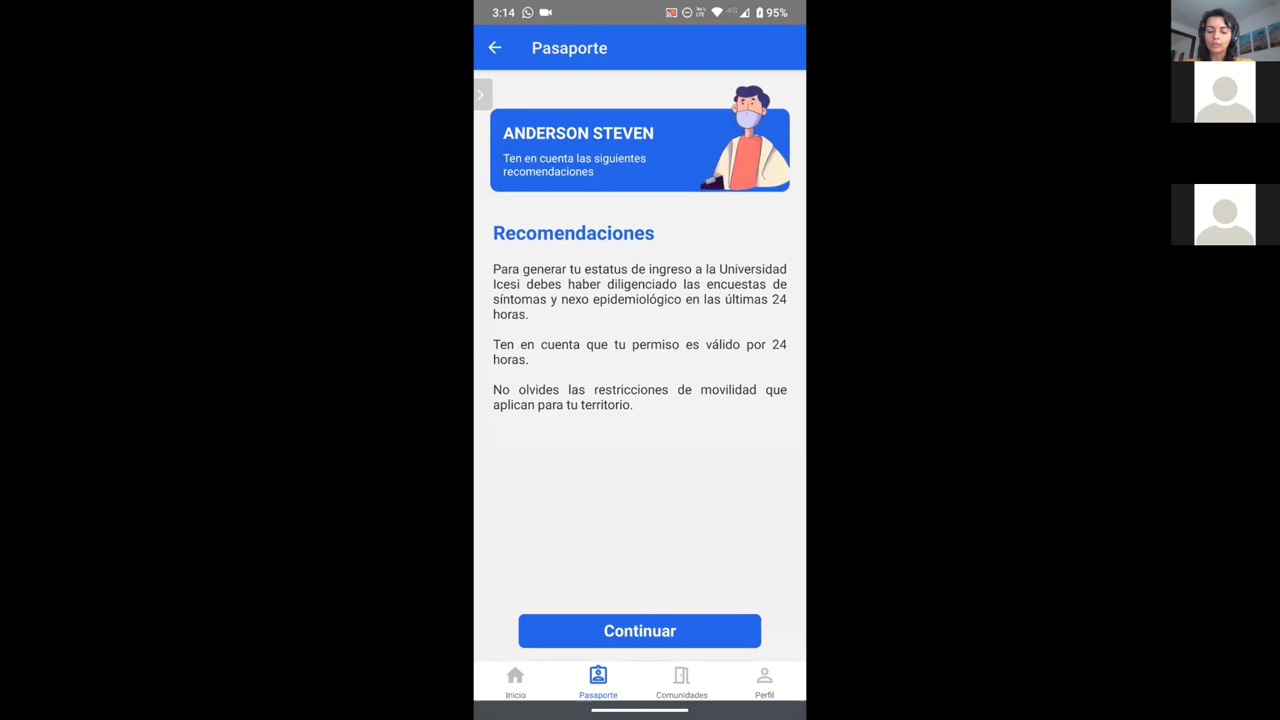 3:14
Vo LTE
4G
95%
Pasaporte
ANDERSON STEVEN
Ten en cuenta las siguientes
recomendaciones
Recomendaciones
Para generar tu estatus de ingreso a la Universidad
Icesi debes haber diligenciado las encuestas de
síntomas y nexo epidemiológico en las últimas 24
horas.
Ten en cuenta que tu permiso es válido por 24
horas.
No olvides las restricciones de movilidad que
aplican para tu territorio.
Continuar
Inicio
Pasaporte
Comunidades
Perfil